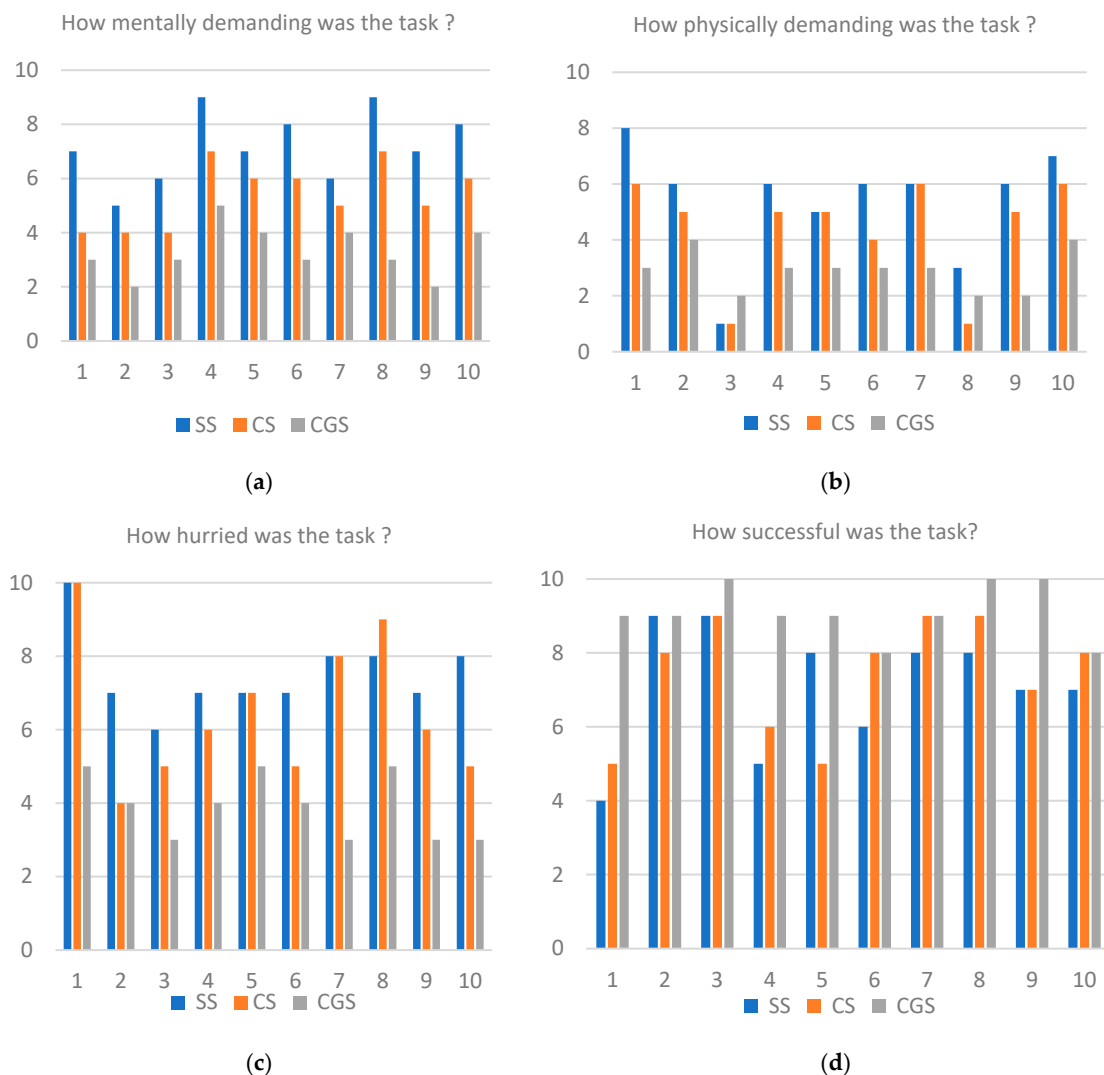 How mentally demanding was the task ?
10
8
6
4
2
0
1 2 3 4 5 6 7 8 9 10
SS CS CGS
(a)
How physically demanding was the task ?
10
8
6
4
2
0
1 2 3 4 5 6 7 8 9 10
SS CS CGS
(b)
How hurried was the task ?
10
8
6
4
2
0
1 2 3 4 5 6 7 8 9 10
SS CS CGS
(c)
How successful was the task?
10
8
6
4
2
0
1 2 3 4 5 6 7 8 9 10
SS CS CGS
(d)